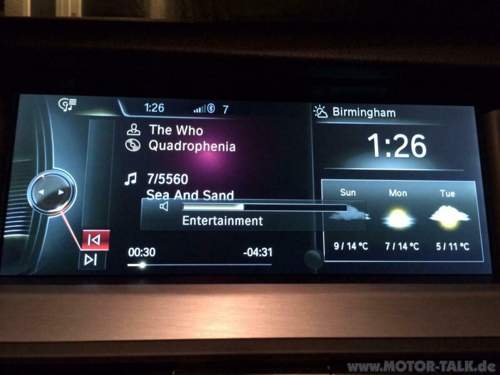 1:26
7
The Who
Quadrophenia
7/5560
Sea And Sand
Entertainment
00:30
-04:31
Birmingham
1:26
Sun Mon Tue
9 / 14 °C 7 / 14 °C 5 / 11 °C
www.MOTOR-TALK.de